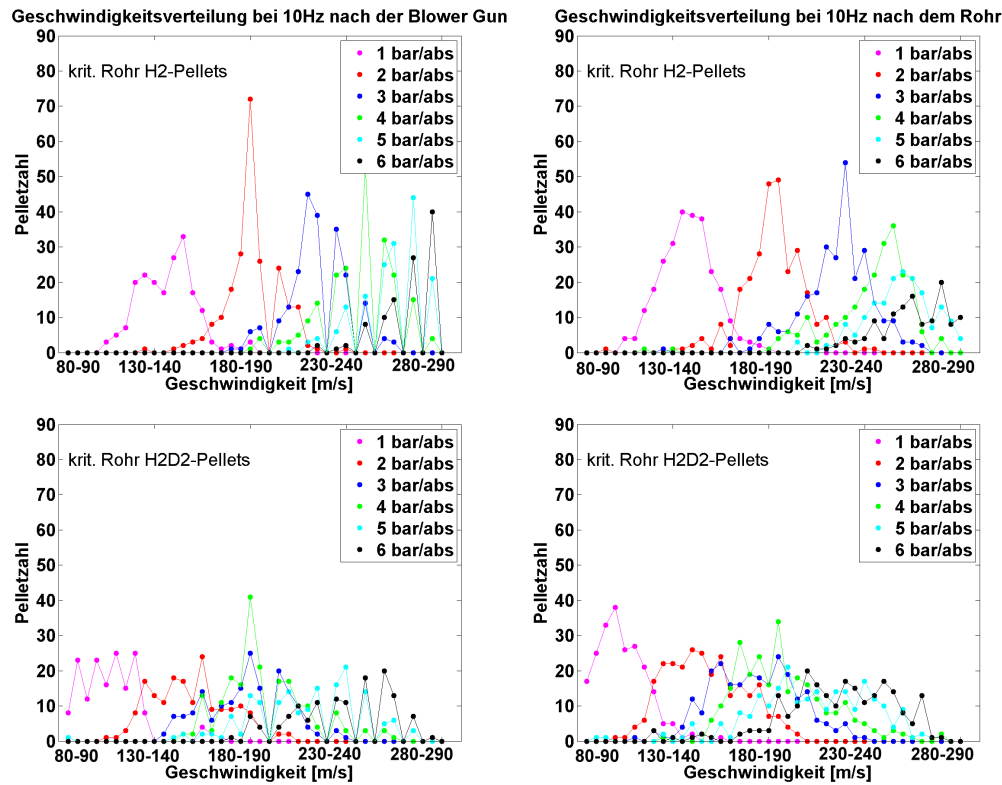 Geschwindigkeitsverteilung bei 10Hz nach der Blower Gun
90
80
70
60
50
40
30
20
10
0
Pelletzahl
krit. Rohr H2-Pellets
1 bar/abs
2 bar/abs
3 bar/abs
4 bar/abs
5 bar/abs
6 bar/abs
80-90 130-140 180-190 230-240 280-290
Geschwindigkeit [m/s]
Geschwindigkeitsverteilung bei 10Hz nach dem Rohr
90
80
70
60
50
40
30
20
10
0
Pelletzahl
krit. Rohr H2-Pellets
1 bar/abs
2 bar/abs
3 bar/abs
4 bar/abs
5 bar/abs
6 bar/abs
80-90 130-140 180-190 230-240 280-290
Geschwindigkeit [m/s]
90
80
70
60
50
40
30
20
10
0
Pelletzahl
krit. Rohr H2D2-Pellets
1 bar/abs
2 bar/abs
3 bar/abs
4 bar/abs
5 bar/abs
6 bar/abs
80-90 130-140 180-190 230-240 280-290
Geschwindigkeit [m/s]
90
80
70
60
50
40
30
20
10
0
Pelletzahl
krit. Rohr H2D2-Pellets
1 bar/abs
2 bar/abs
3 bar/abs
4 bar/abs
5 bar/abs
6 bar/abs
80-90 130-140 180-190 230-240 280-290
Geschwindigkeit [m/s]